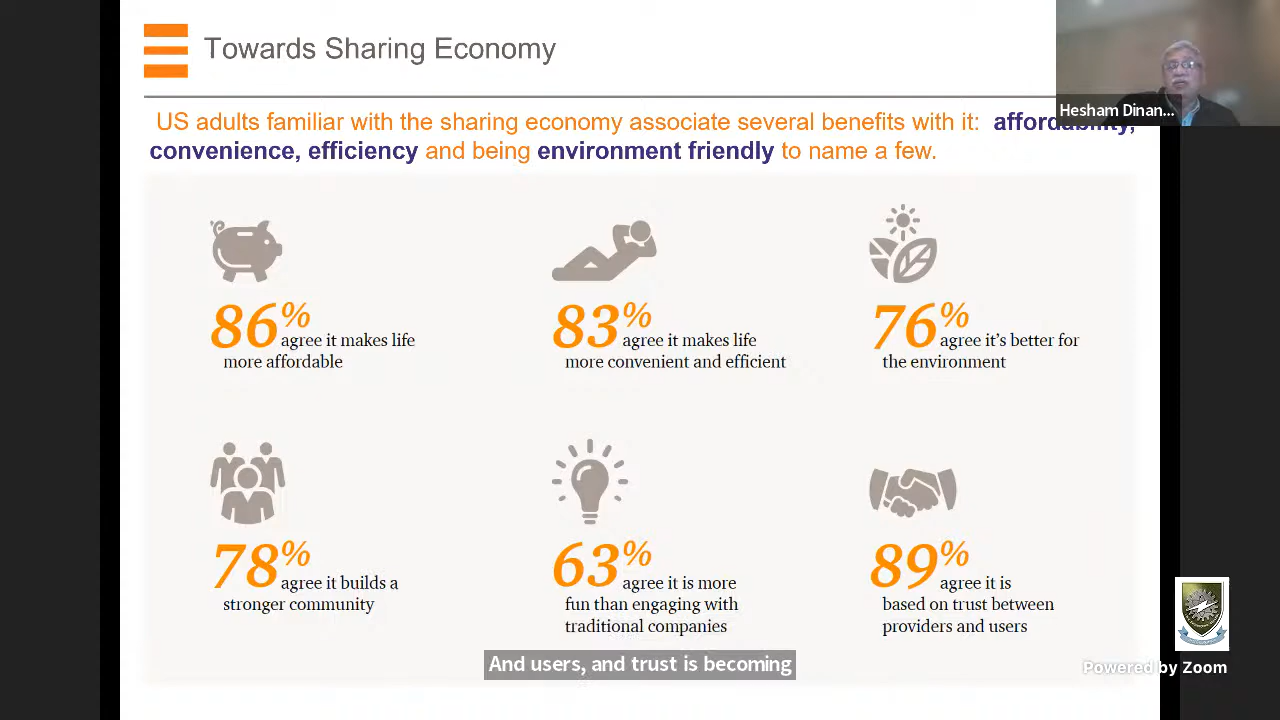 Towards Sharing Economy
Hesham Dinan...
US adults familiar with the sharing economy associate several benefits with it: affordability,
convenience, efficiency and being environment friendly to name a few.
86%
agree it makes life
more affordable
83%
agree it makes life
more convenient and efficient
76%
agree it's better for
the environment
78%
agree it builds a
stronger community
63%
agree it is more
fun than engaging with
traditional companies
89%
agree it is
based on trust between
providers and users
And users, and trust is becoming
Powered by Zoom